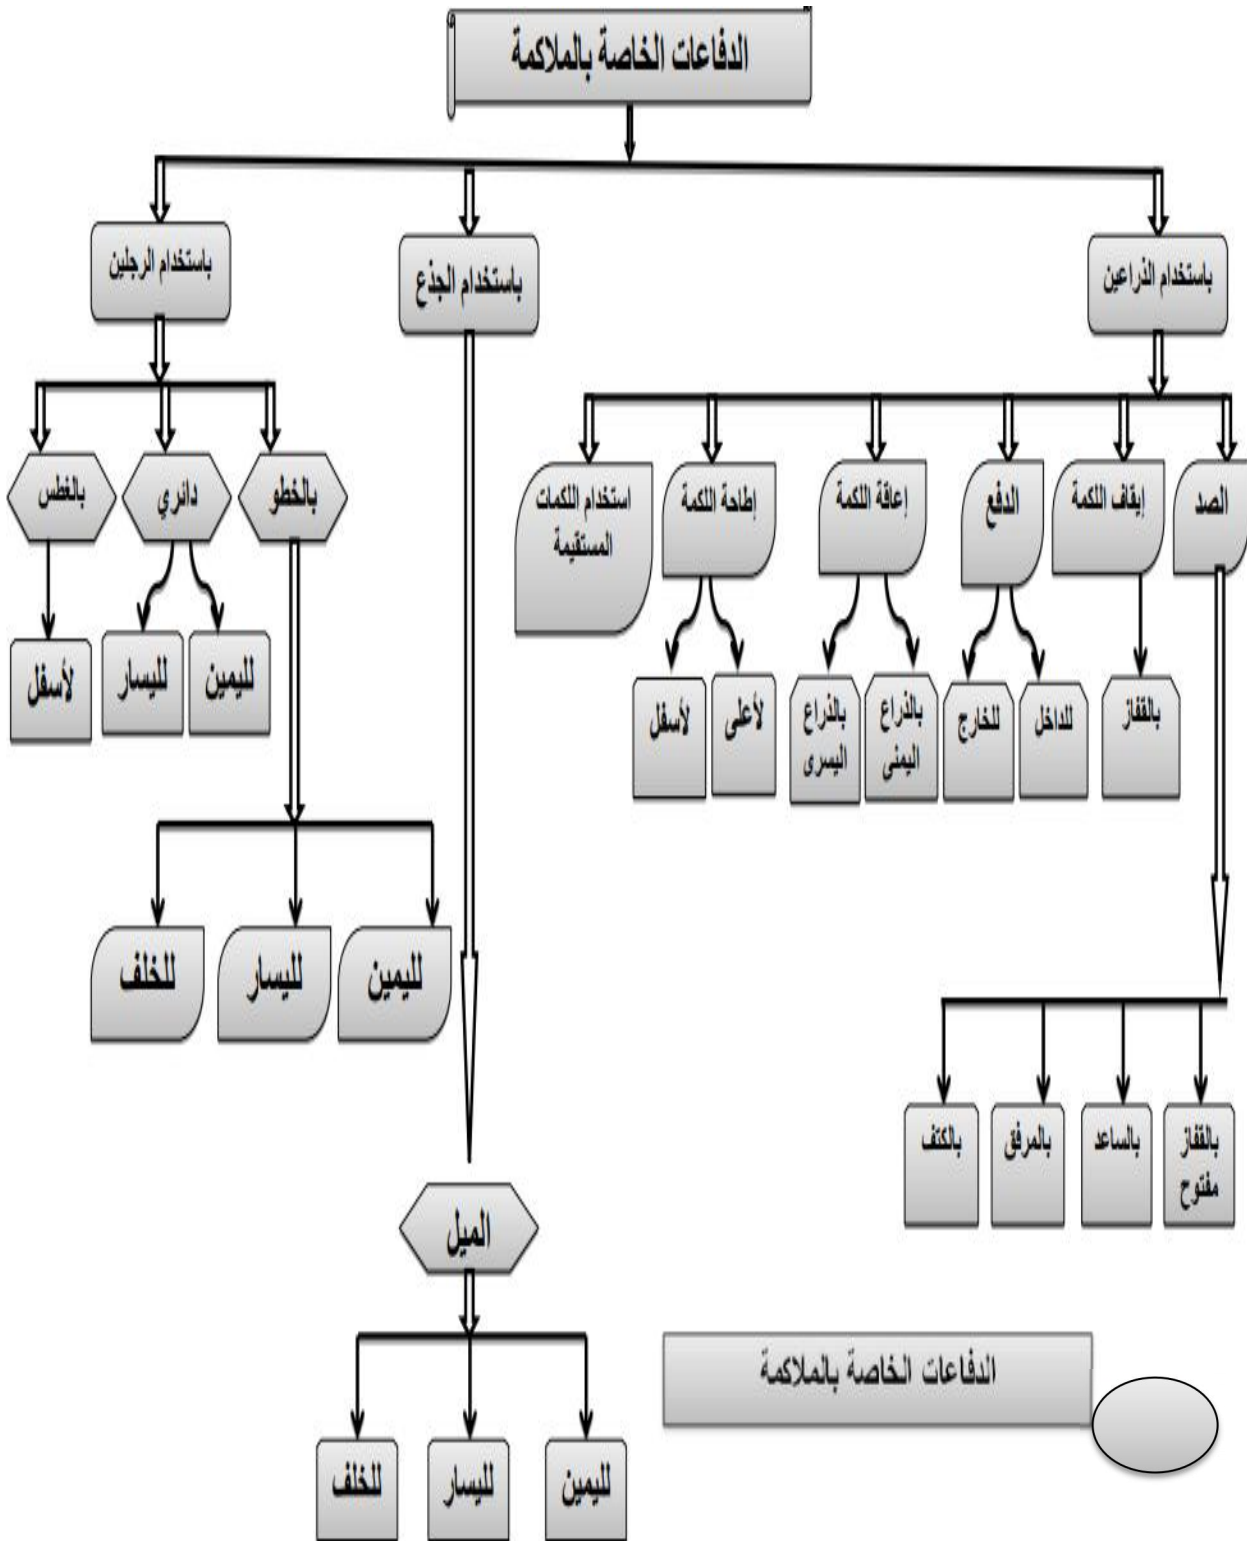 الدفاعات الخاصة بالملاكمة
باستخدام الذراعين
باستخدام الجذع
باستخدام الرجلين
الصد
إيقاف اللكمة
الدفع
إعاقة اللكمة
إطاحة اللكمة
استخدام اللكمات
المستقيمة
بالخطو
دائري
بالغطس
بالقفاز
للداخل
للخارج
بالذراع
اليمنى
بالذراع
اليسرى
لأعلى
لأسفل
لليمين
لليسار
لأسفل
لليمين
لليسار
للخلف
بالقفاز
مفتوح
بالساعد
بالمرفق
بالكتف
الميل
لليمين
لليسار
للخلف
الدفاعات الخاصة بالملاكمة